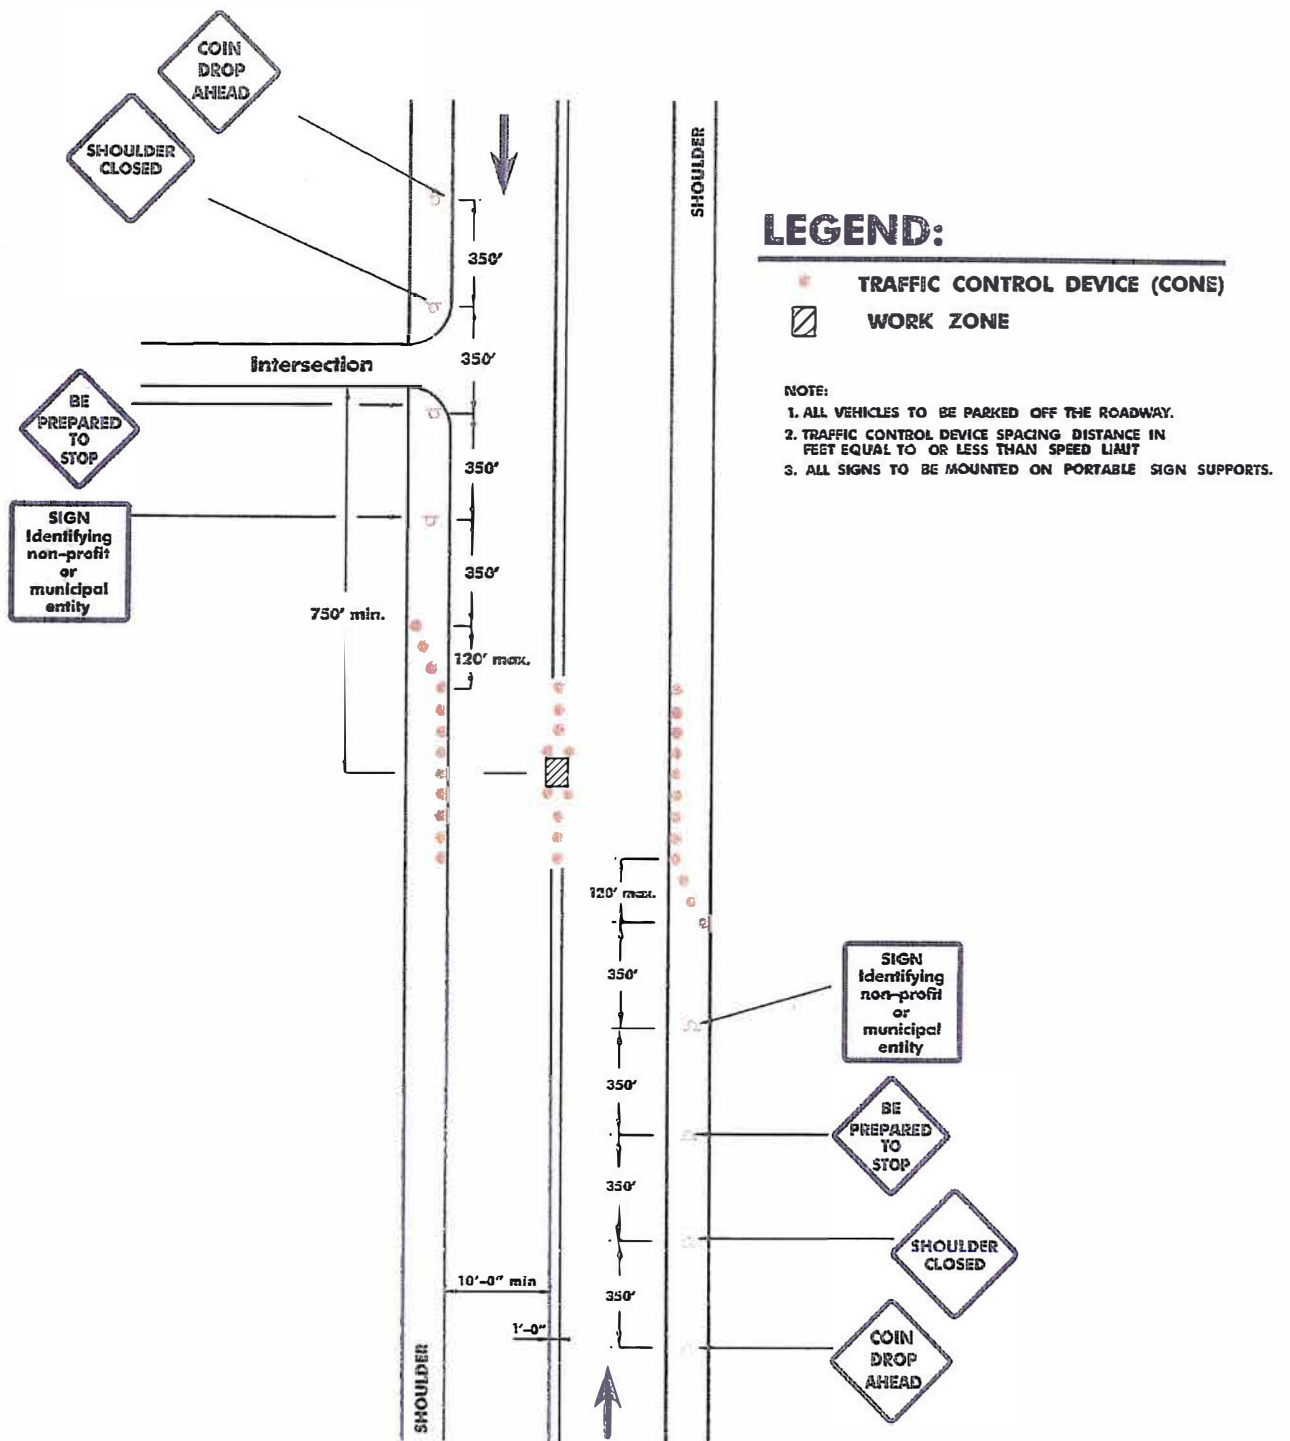 COIN
DROP
AHEAD
SHOULDER
CLOSED
SHOULDER
350'
LEGEND:
TRAFFIC CONTROL DEVICE (CONE)
WORK ZONE
Intersection
350'
NOTE:
1. ALL VEHICLES TO BE PARKED OFF THE ROADWAY.
2. TRAFFIC CONTROL DEVICE SPACING DISTANCE IN
FEET EQUAL TO OR LESS THAN SPEED LIMIT
3. ALL SIGNS TO BE MOUNTED ON PORTABLE SIGN SUPPORTS.
BE
PREPARED
TO
STOP
350'
SIGN
Identifying
non-profit
or
municipal
entity
350'
750' min.
120' max.
120' max.
350'
SIGN
Identifying
non-profit
or
municipal
entity
350'
BE
PREPARED
TO
STOP
350'
SHOULDER
CLOSED
10'-0" min
350'
1'-0"
COIN
DROP
AHEAD
SHOULDER